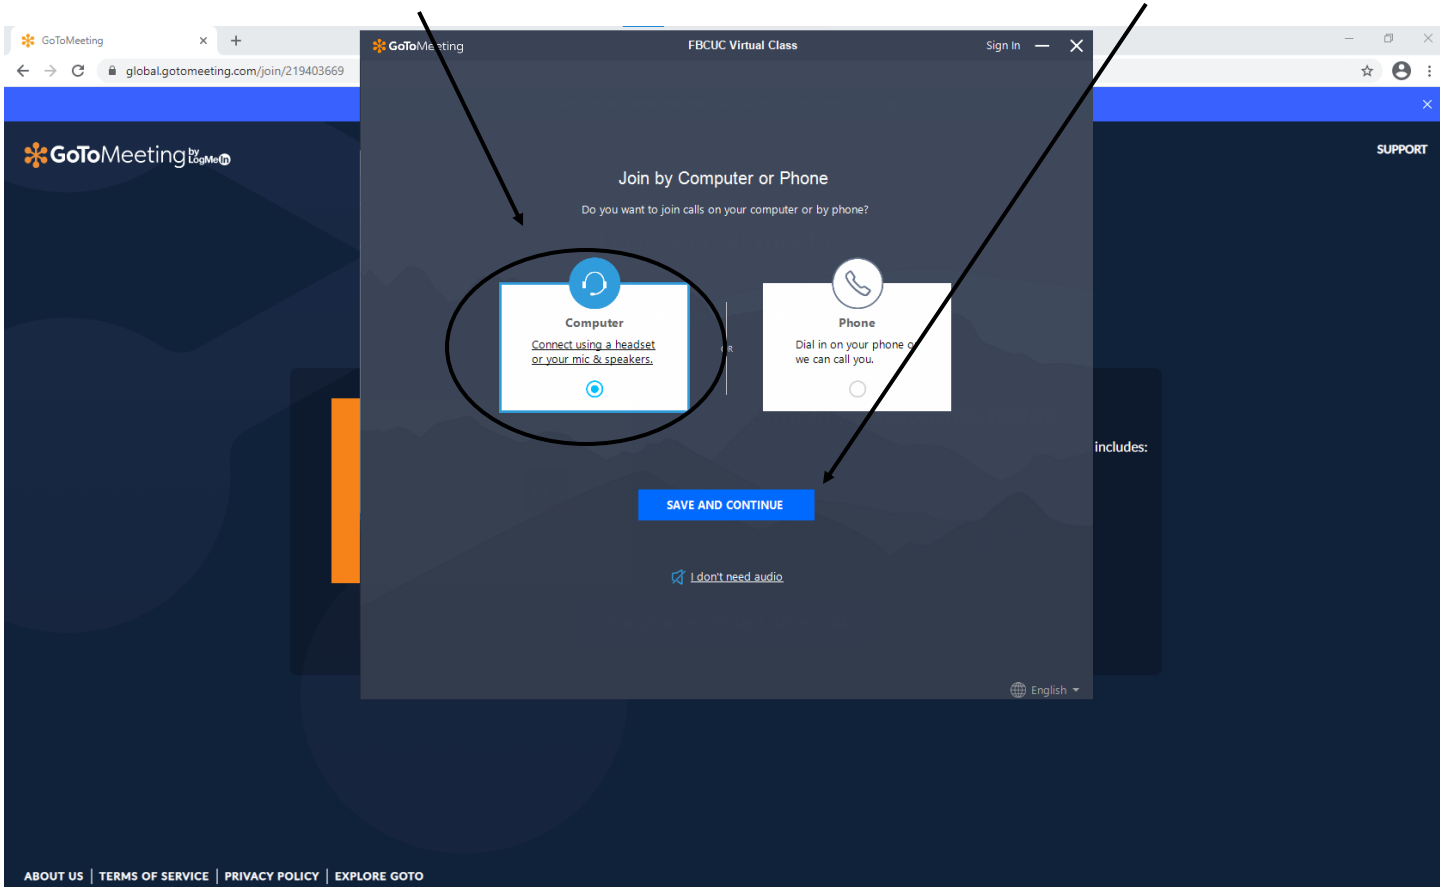 GoToMeeting
GoToMeeting
FBCUC Virtual Class
Sign In
global.gotomeeting.com/join/219403669
GoToMeeting by LogMeIn
SUPPORT
Join by Computer or Phone
Do you want to join calls on your computer or by phone?
Computer
Connect using a headset
or your mic & speakers.
OR
Phone
Dial in on your phone or
we can call you.
includes:
SAVE AND CONTINUE
I don't need audio
English
ABOUT US | TERMS OF SERVICE | PRIVACY POLICY | EXPLORE GOTO